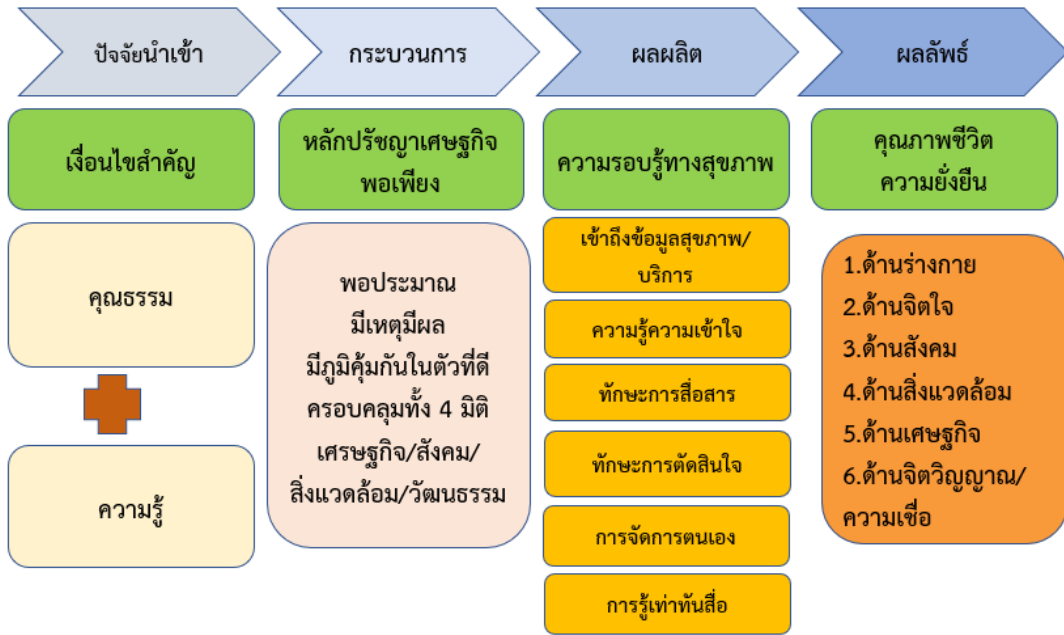 ปัจจัยนำเข้า
กระบวนการ
ผลผลิต
ผลลัพธ์
เงื่อนไขสำคัญ
หลักปรัชญาเศรษฐกิจ
พอเพียง
ความรอบรู้ทางสุขภาพ
คุณภาพชีวิต
ความยั่งยืน
คุณธรรม
ความรู้
พอประมาณ
มีเหตุมีผล
มีภูมิคุ้มกันในตัวที่ดี
ครอบคลุมทั้ง 4 มิติ
เศรษฐกิจ/สังคม/
สิ่งแวดล้อม/วัฒนธรรม
เข้าถึงข้อมูลสุขภาพ/
บริการ
ความรู้ความเข้าใจ
ทักษะการสื่อสาร
ทักษะการตัดสินใจ
การจัดการตนเอง
การรู้เท่าทันสื่อ
1.ด้านร่างกาย
2.ด้านจิตใจ
3.ด้านสังคม
4.ด้านสิ่งแวดล้อม
5.ด้านเศษฐกิจ
6.ด้านจิตวิญญาณ/
ความเชื่อ